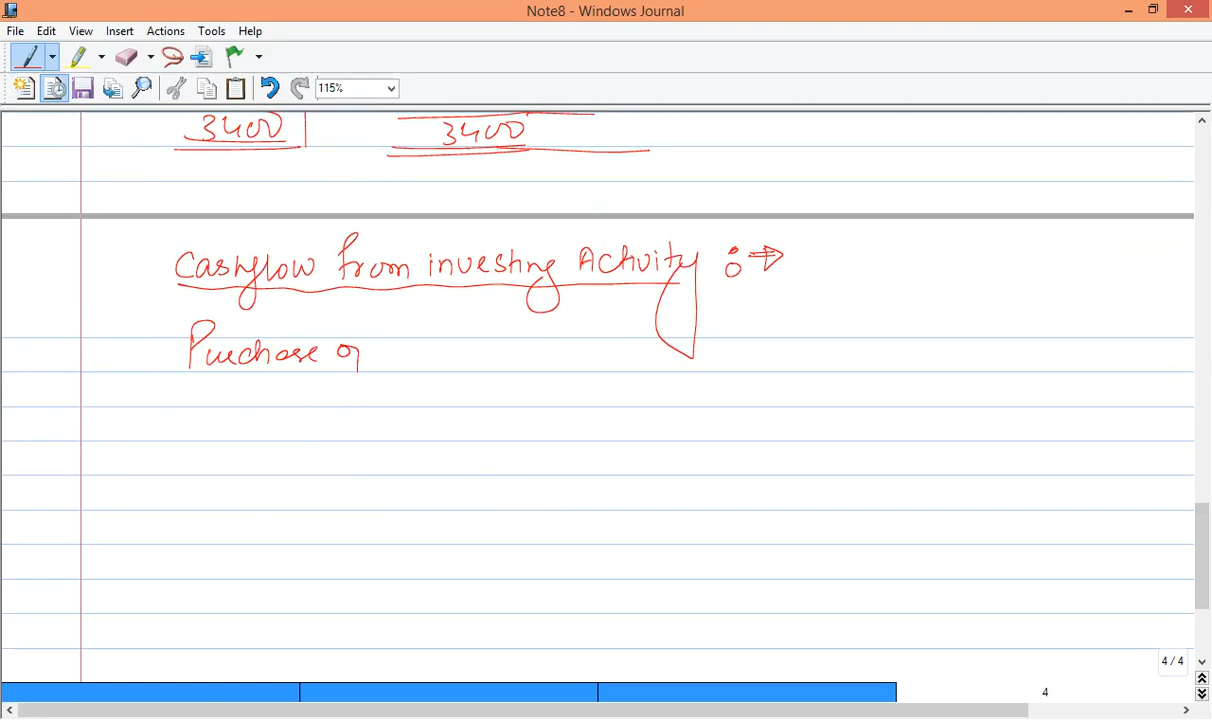 Note8 - Windows Journal
File Edit View Insert Actions Tools Help
115%
3400 3400
Cashflow from investing Activity :⇒
Purchase o
4 / 4
4